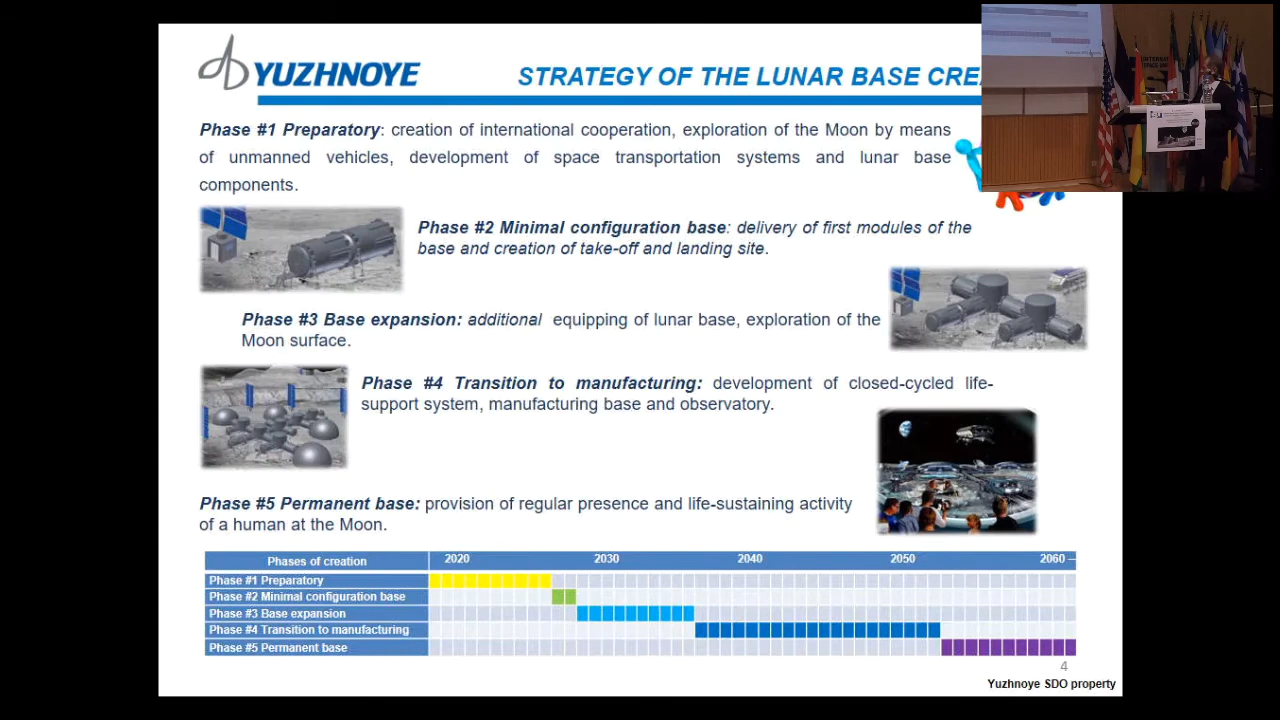 YUZHNOYE
STRATEGY OF THE LUNAR BASE
Phase #1 Preparatory: creation of international cooperation, exploration of the Moon by means
of unmanned vehicles, development of space transportation systems and lunar base
components.
Phase #2 Minimal configuration base: delivery of first modules of the
base and creation of take-off and landing site.
Phase #3 Base expansion: additional equipping of lunar base, exploration of the
Moon surface.
Phase #4 Transition to manufacturing: development of closed-cycled life-
support system, manufacturing base and observatory.
Phase #5 Permanent base: provision of regular presence and life-sustaining activity
of a human at the Moon.
Phases of creation 2020 2030 2040 2050 2060 –
Phase #1 Preparatory
Phase #2 Minimal configuration base
Phase #3 Base expansion
Phase #4 Transition to manufacturing
Phase #5 Permanent base
4
Yuzhnoye SDO property